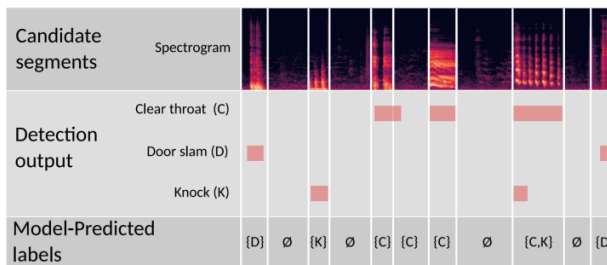 Candidate
segments
Spectrogram
Clear throat (C)
Detection
output
Door slam (D)
Knock (K)
Model-Predicted
labels
{D} Ø {K} Ø {C} {C} {C} Ø {C,K} Ø {D